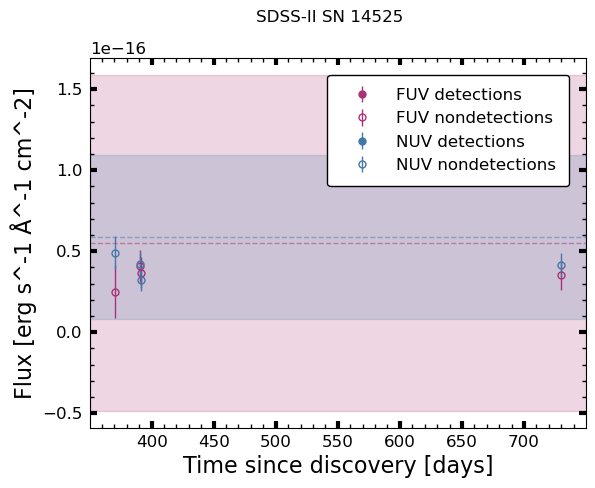 SDSS-II SN 14525
1e−16
FUV detections
FUV nondetections
NUV detections
NUV nondetections
1.5
1.0
0.5
0.0
−0.5
Flux [erg s^-1 Å^-1 cm^-2]
400 450 500 550 600 650 700
Time since discovery [days]